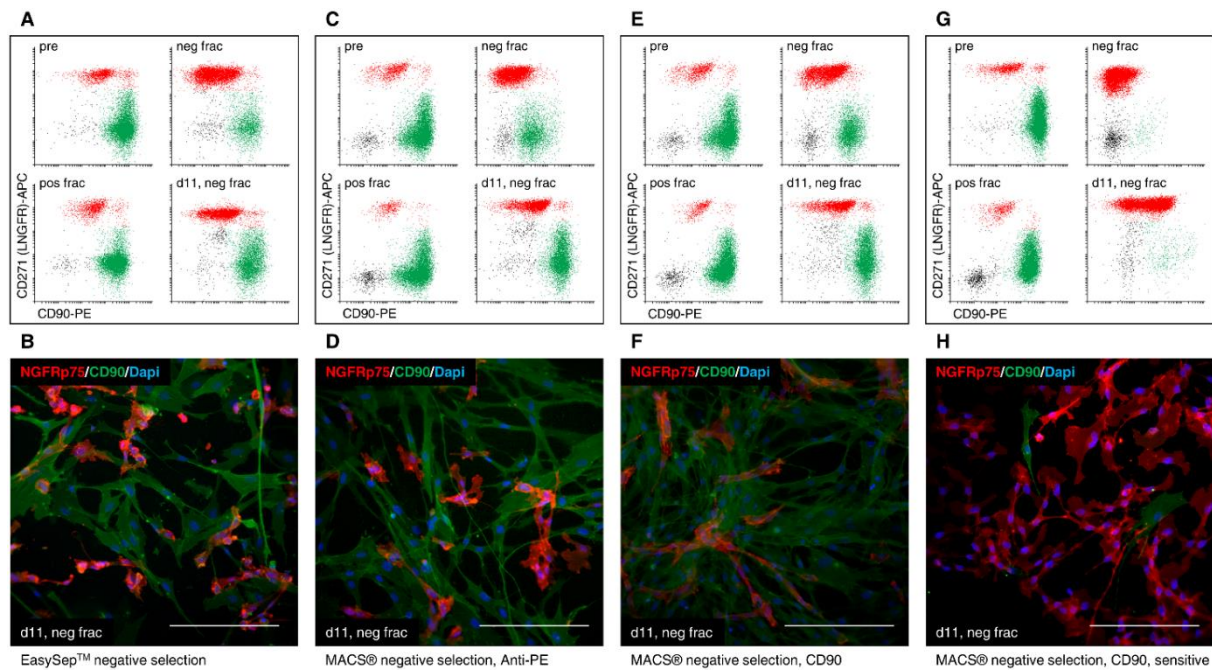 A
C
E
G
pre
neg frac
pre
neg frac
pre
neg frac
pre
neg frac
pos frac
d11, neg frac
pos frac
d11, neg frac
pos frac
d11, neg frac
pos frac
d11, neg frac
CD271 (LNGFR)-APC
CD271 (LNGFR)-APC
CD271 (LNGFR)-APC
CD271 (LNGFR)-APC
CD90-PE
CD90-PE
CD90-PE
CD90-PE
B
D
F
H
NGFRp75/CD90/Dapi
NGFRp75/CD90/Dapi
NGFRp75/CD90/Dapi
NGFRp75/CD90/Dapi
d11, neg frac
d11, neg frac
d11, neg frac
d11, neg frac
EasySep™ negative selection
MACS® negative selection, Anti-PE
MACS® negative selection, CD90
MACS® negative selection, CD90, sensitive